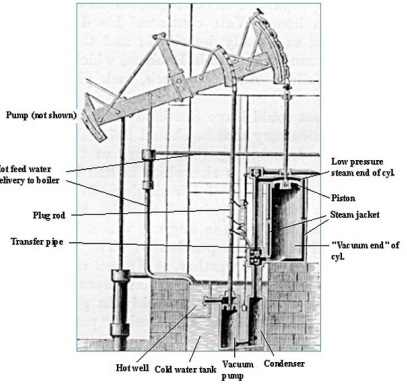 Pump (not shown)
ot feed water
elivery to boiler
Plug rod
Transfer pipe
Low pressure
steam end of cyl.
Piston
Steam jacket
"Vacuum end" of
cyl.
Hot well
Cold water tank
Vacuum
pump
Condenser